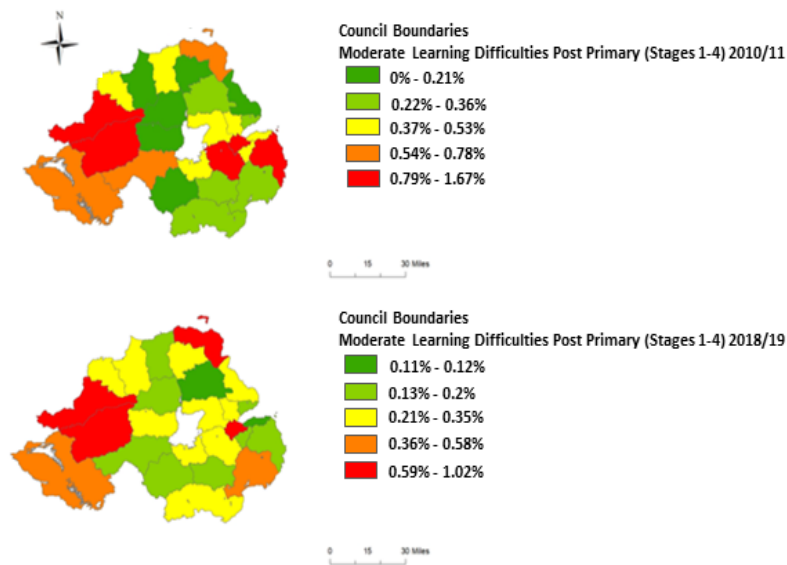 N
Council Boundaries
Moderate Learning Difficulties Post Primary (Stages 1-4) 2010/11
0% - 0.21%
0.22% - 0.36%
0.37% - 0.53%
0.54% - 0.78%
0.79% - 1.67%
0 15 30 Miles
Council Boundaries
Moderate Learning Difficulties Post Primary (Stages 1-4) 2018/19
0.11% - 0.12%
0.13% - 0.2%
0.21% - 0.35%
0.36% - 0.58%
0.59% - 1.02%
0 15 30 Miles